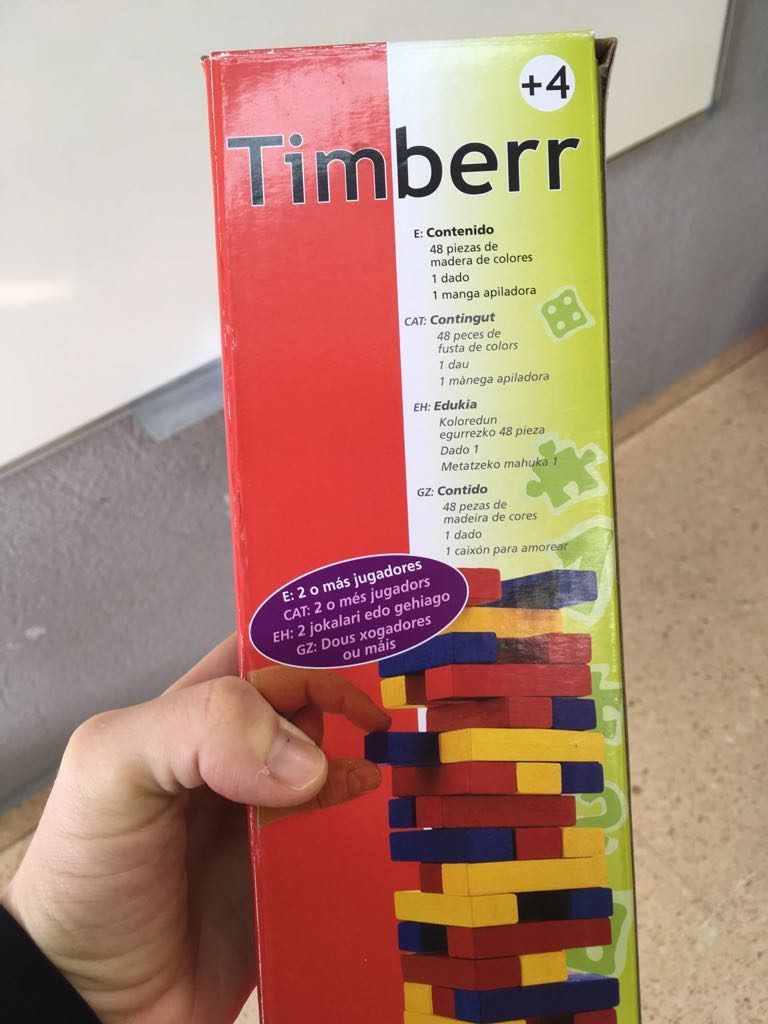 +4
Timberr
E: Contenido
48 piezas de
madera de colores
1 dado
1 manga apiladora
CAT: Contingut
48 peces de
fusta de colors
1 dau
1 mànega apiladora
EH: Edukia
Koloredun
egurrezko 48 pieza
Dado 1
Metatzeko mahuka 1
GZ: Contido
48 pezas de
madeira de cores
1 dado
1 caixón para amorear
E: 2 o más jugadores
CAT: 2 o més jugadors
EH: 2 jokalari edo gehiago
GZ: Dous xogadores
ou máis